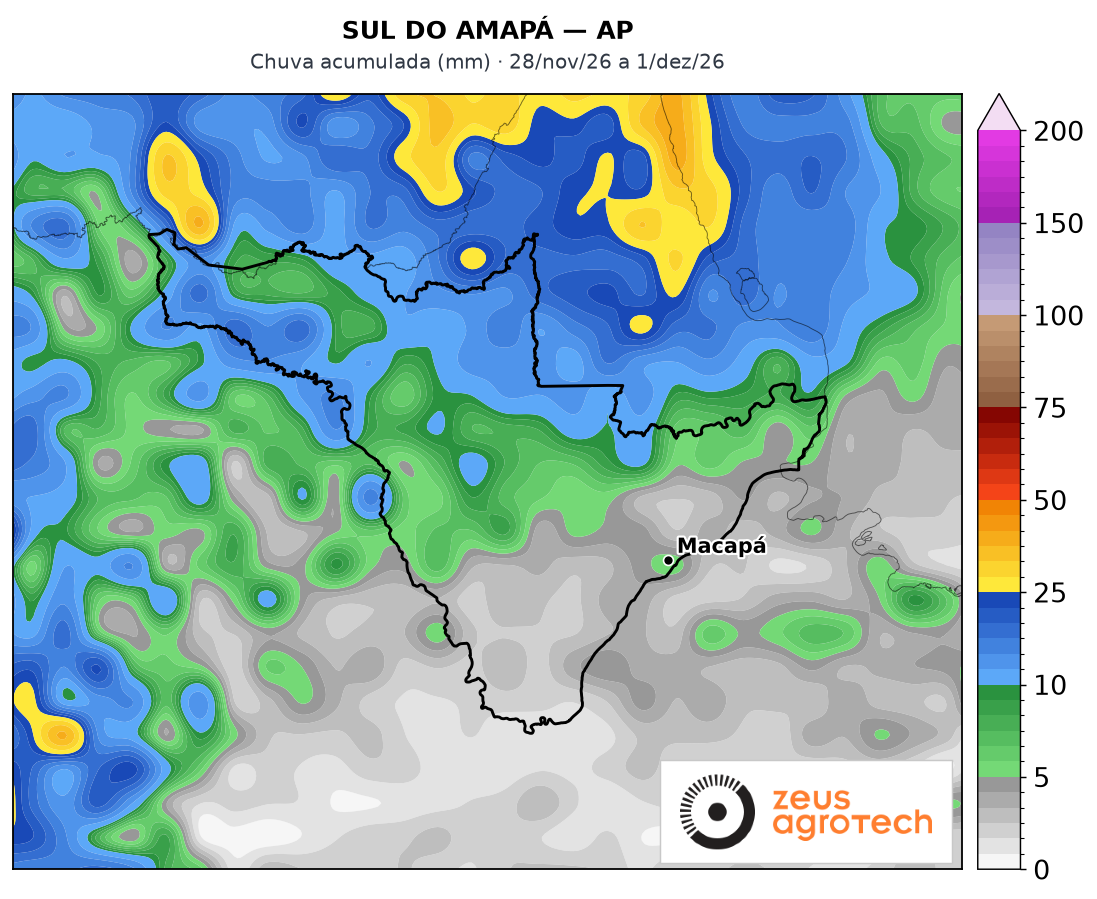 SUL DO AMAPÁ — AP
Chuva acumulada (mm) · 28/nov/26 a 1/dez/26
200
150
100
75
50
25
10
5
0
Macapá
zeus
agrotech